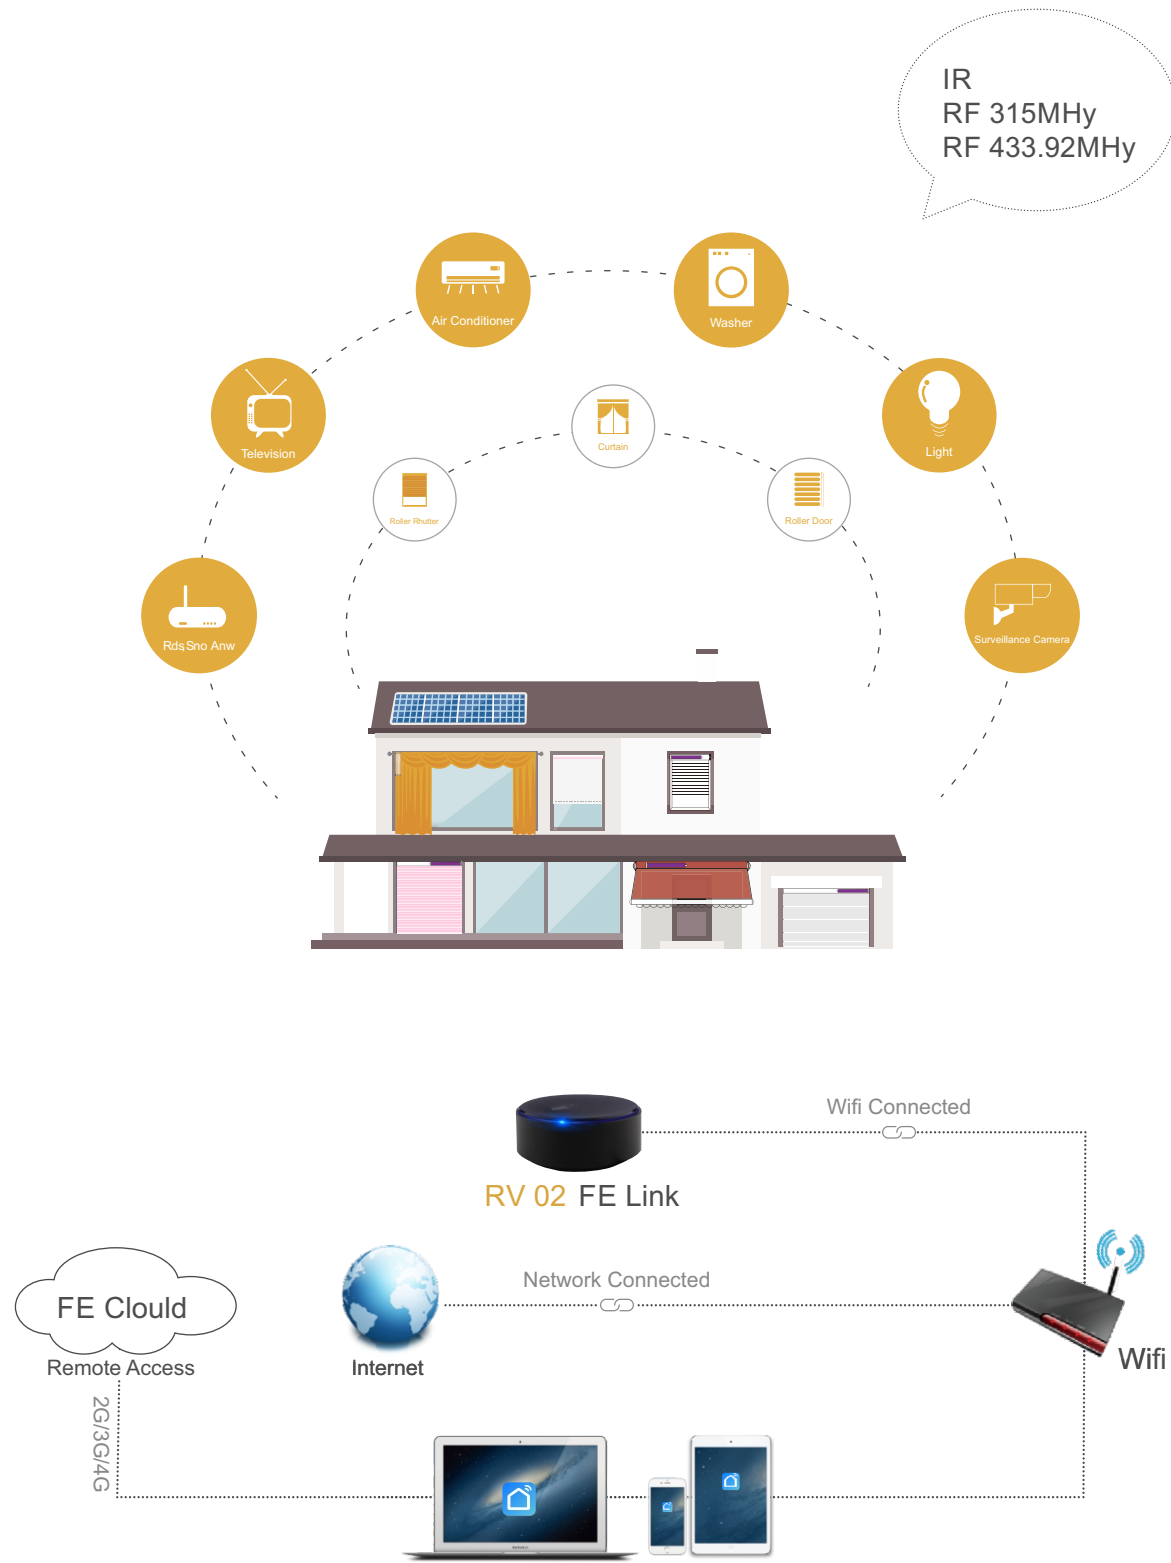 IR
RF 315MHy
RF 433.92MHy
Air Conditioner
Washer
Television
Curtain
Light
Roller Rhutter
Roller Door
Rds,Sno Anw
Surveillance Camera
Wifi Connected
RV 02 FE Link
Network Connected
FE Clould
Remote Access
Internet
Wifi
2G/3G/4G